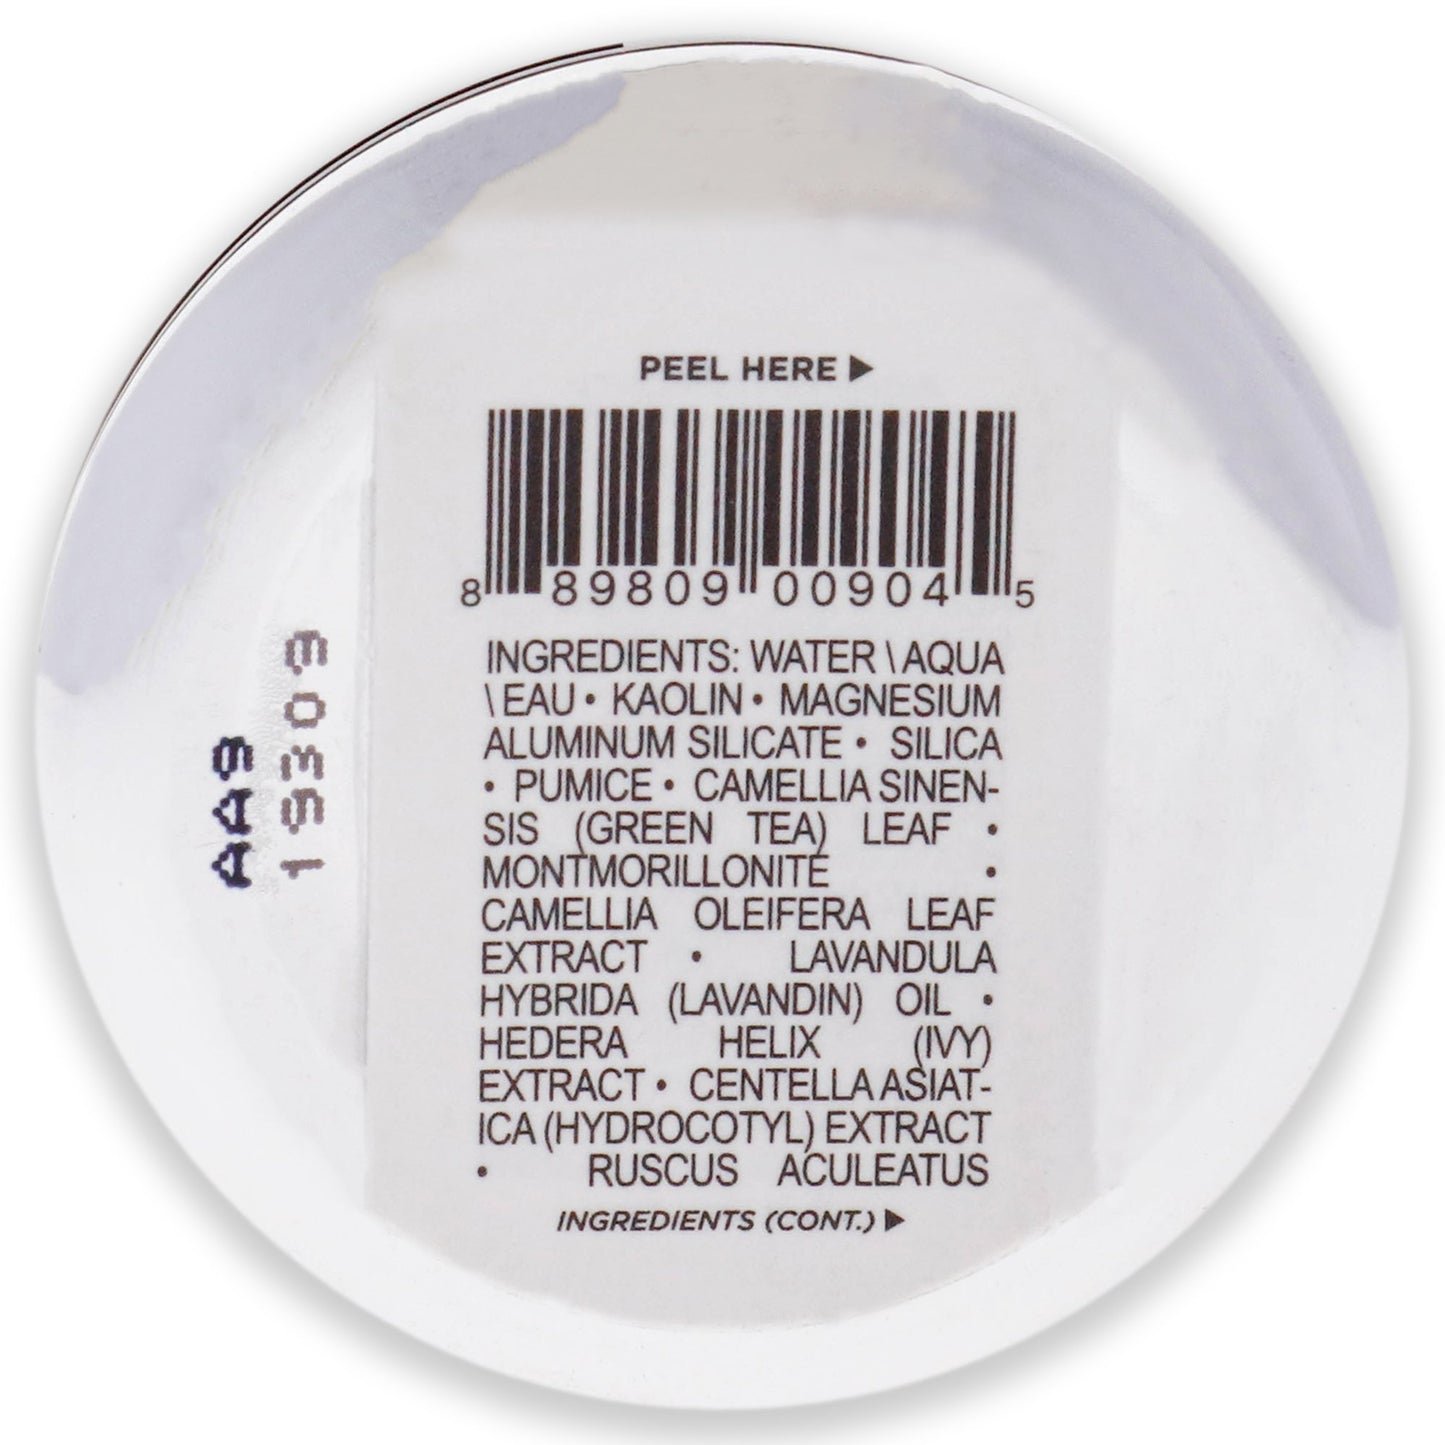 PEEL HERE ▶
8 89809 00904 5
INGREDIENTS: WATER \ AQUA
\ EAU • KAOLIN • MAGNESIUM
ALUMINUM SILICATE • SILICA
• PUMICE • CAMELLIA SINEN-
SIS (GREEN TEA) LEAF •
MONTMORILLONITE •
CAMELLIA OLEIFERA LEAF
EXTRACT • LAVANDULA
HYBRIDA (LAVANDIN) OIL •
HEDERA HELIX (IVY)
EXTRACT • CENTELLA ASIAT-
ICA (HYDROCOTYL) EXTRACT
• RUSCUS ACULEATUS
INGREDIENTS (CONT.) ▶
AA9
19309